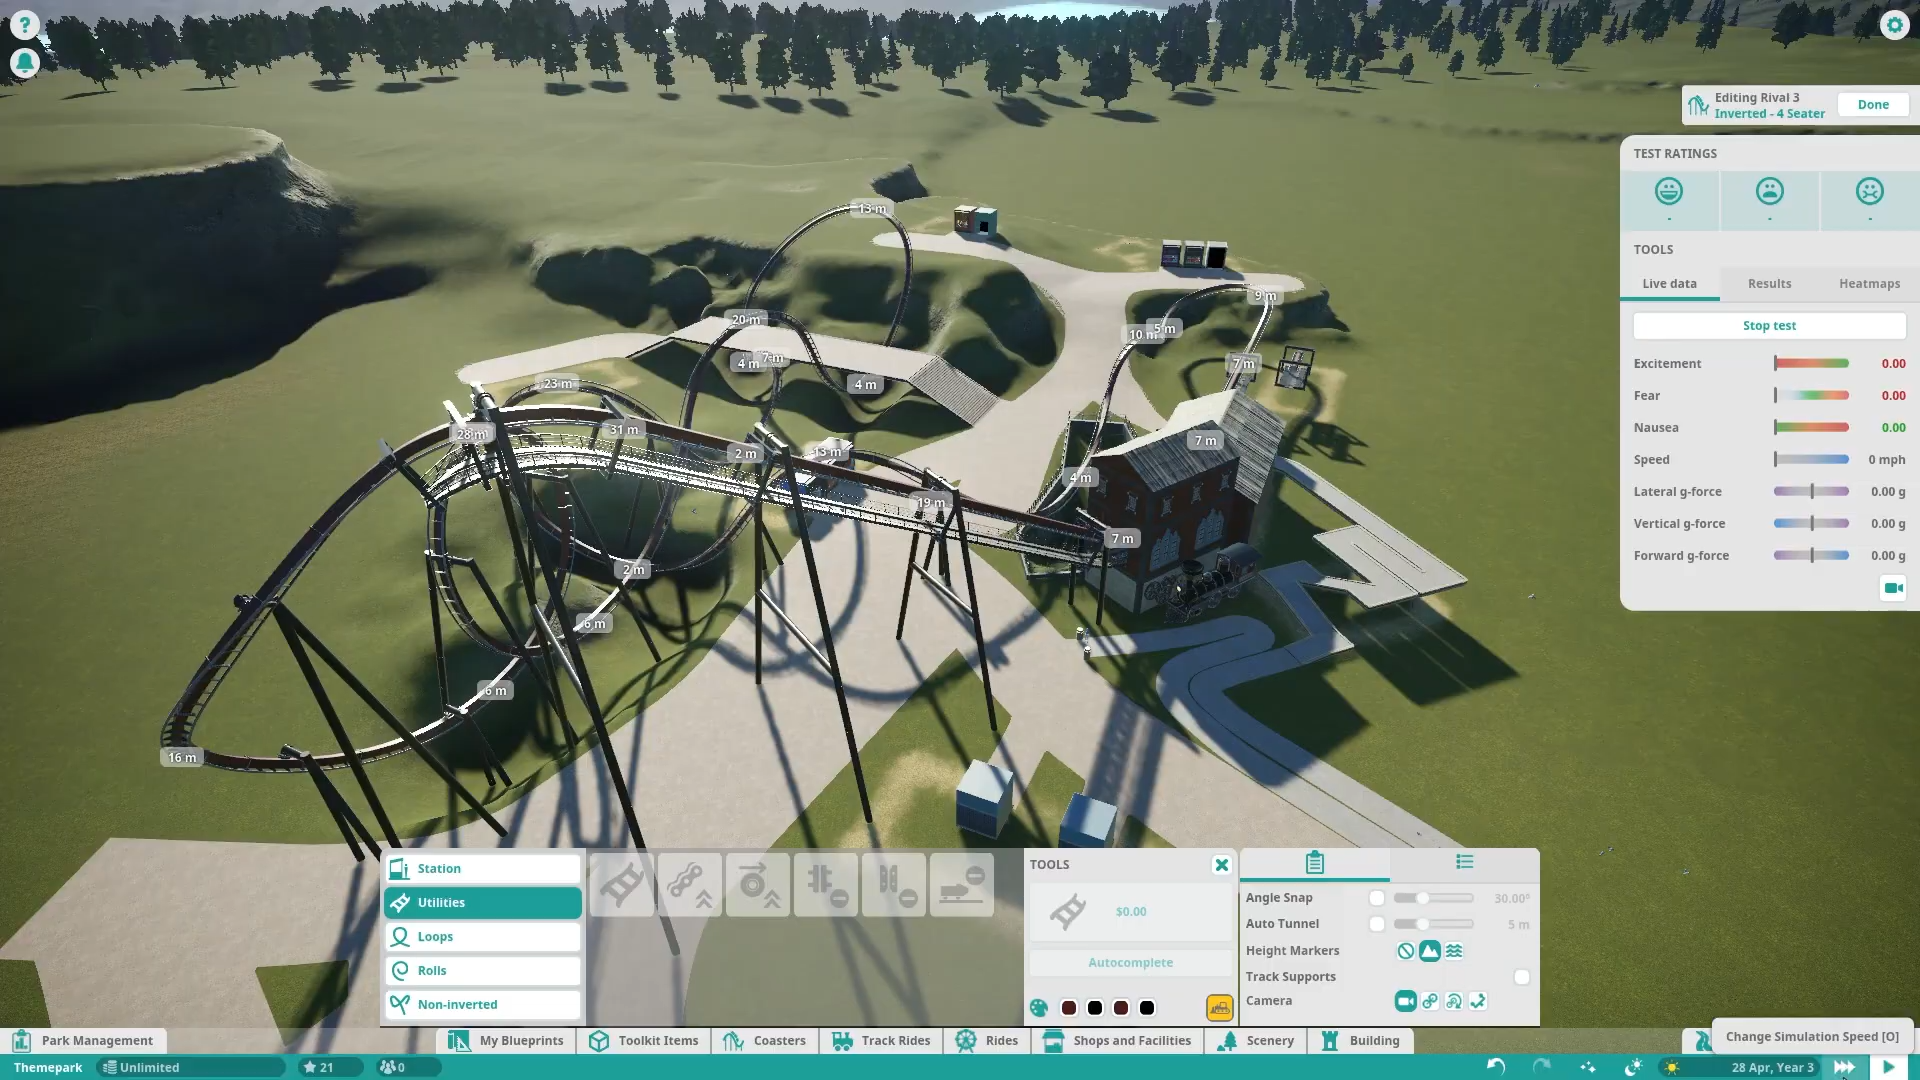 ?
Editing Rival 3
Inverted - 4 Seater
Done
TEST RATINGS
- - -
TOOLS
Live data Results Heatmaps
Stop test
Excitement 0.00
Fear 0.00
Nausea 0.00
Speed 0 mph
Lateral g-force 0.00 g
Vertical g-force 0.00 g
Forward g-force 0.00 g
13 m
9 m
20 m
10 m
5 m
4 m
7 m
7 m
23 m
4 m
28 m
31 m
7 m
2 m
13 m
4 m
19 m
7 m
2 m
6 m
6 m
16 m
Station
Utilities
Loops
Rolls
Non-inverted
TOOLS
$0.00
Autocomplete
Angle Snap 30.00°
Auto Tunnel 5 m
Height Markers
Track Supports
Camera
Park Management
My Blueprints Toolkit Items Coasters Track Rides Rides Shops and Facilities Scenery Building
Change Simulation Speed [O]
Themepark Unlimited 21 0 28 Apr, Year 3